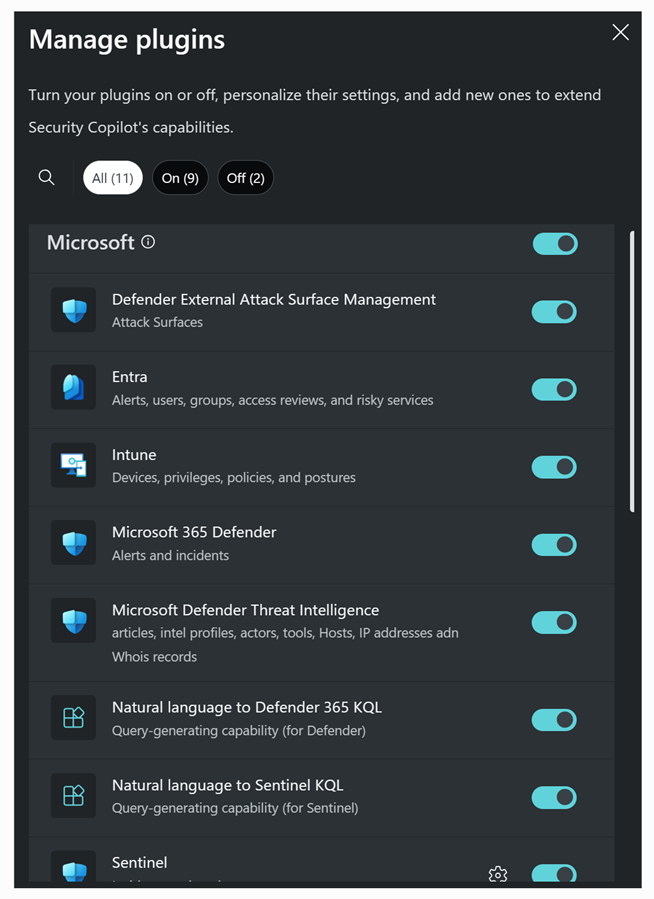 Manage plugins
Turn your plugins on or off, personalize their settings, and add new ones to extend
Security Copilot's capabilities.
All (11)
On (9)
Off (2)
Microsoft
Defender External Attack Surface Management
Attack Surfaces
Entra
Alerts, users, groups, access reviews, and risky services
Intune
Devices, privileges, policies, and postures
Microsoft 365 Defender
Alerts and incidents
Microsoft Defender Threat Intelligence
articles, intel profiles, actors, tools, Hosts, IP addresses adn
Whois records
Natural language to Defender 365 KQL
Query-generating capability (for Defender)
Natural language to Sentinel KQL
Query-generating capability (for Sentinel)
Sentinel